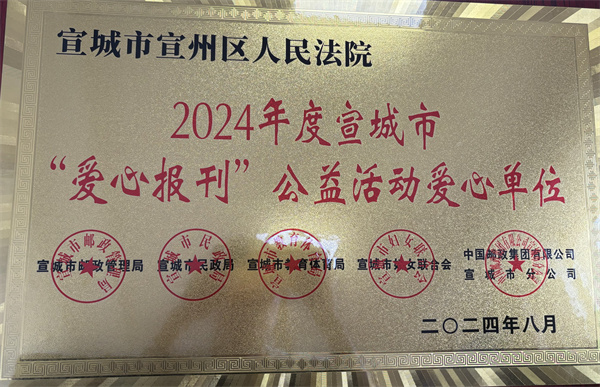 宣城市宣州区人民法院
2024年度宣城市
“爱心报刊”公益活动爱心单位
宣城市邮政管理局 宣城市民政局 宣城市教育体育局 宣城市妇女联合会 中国邮政集团有限公司
宣城市分公司
二〇二四年八月